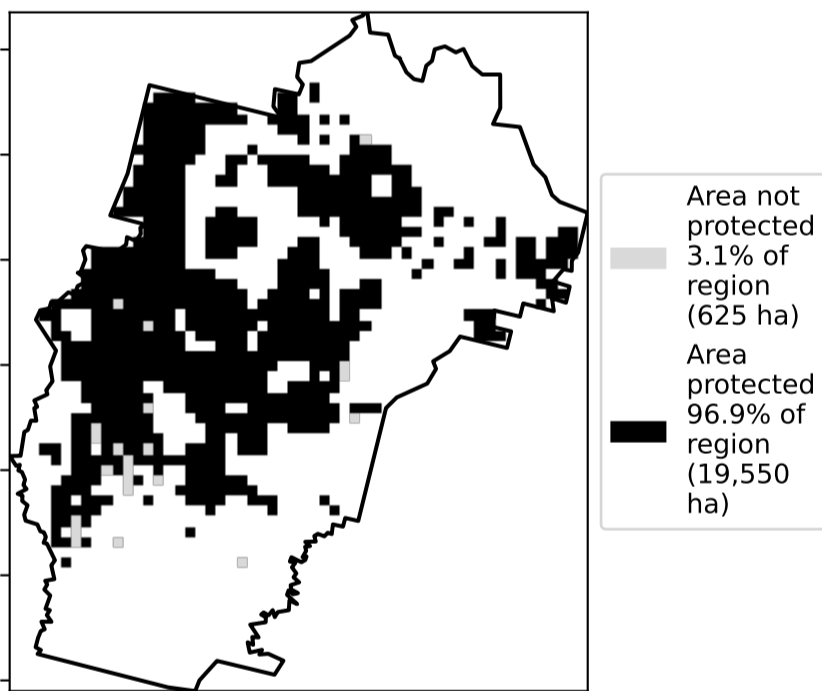 Area not
protected
3.1% of
region
(625 ha)
Area
protected
96.9% of
region
(19,550
ha)